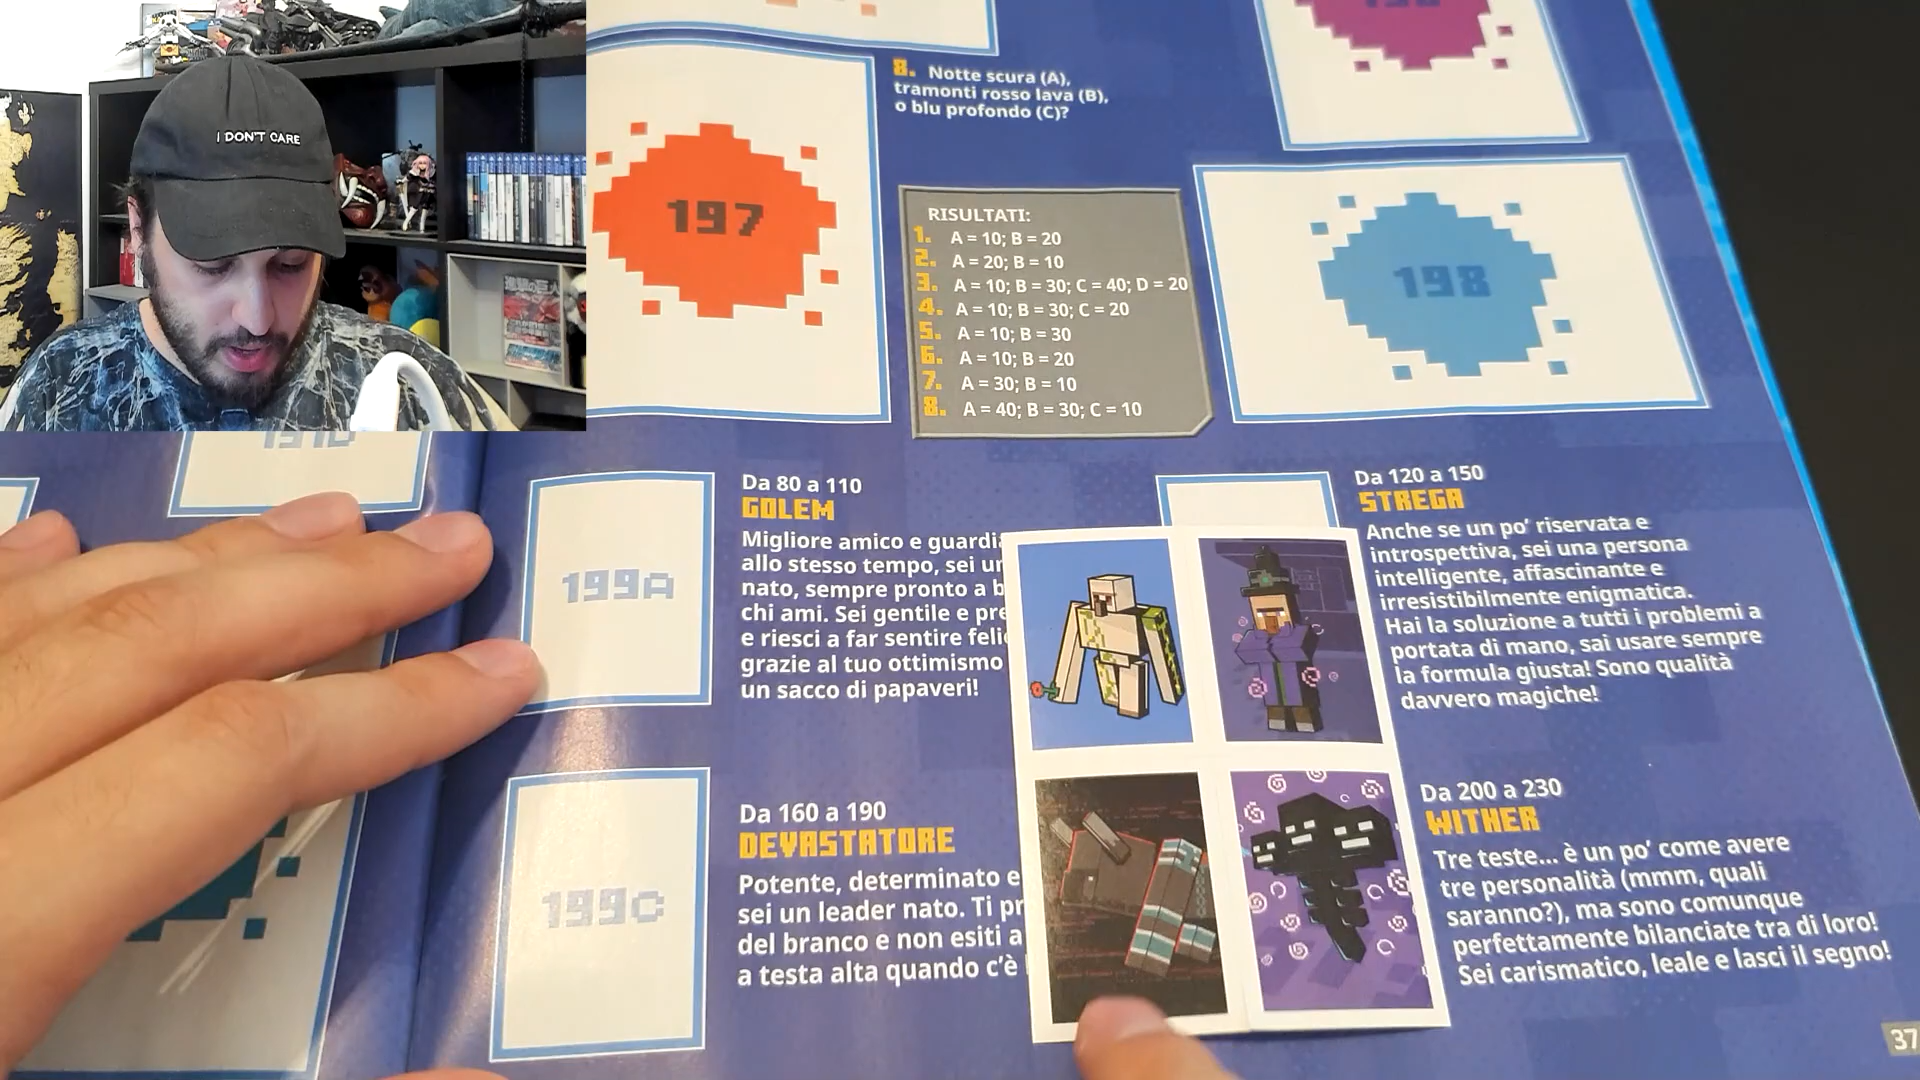 I DON'T CARE
8. Notte scura (A),
tramonti rosso lava (B),
o blu profondo (C)?
197
198
RISULTATI:
1. A = 10; B = 20
2. A = 20; B = 10
3. A = 10; B = 30; C = 40; D = 20
4. A = 10; B = 30; C = 20
5. A = 10; B = 30
6. A = 10; B = 20
7. A = 30; B = 10
8. A = 40; B = 30; C = 10
199A
Da 80 a 110
GOLEM
Migliore amico e
allo stesso tempo, sei
nato, sempre pronto a
chi ami. Sei gentile e
e riesci a far sentire
grazie al tuo ottimismo
un sacco di papaveri!
Da 120 a 150
STREGA
Anche se un po' riservata e
introspettiva, sei una persona
intelligente, affascinante e
irresistibilmente enigmatica.
Hai la soluzione a tutti i problemi a
portata di mano, sai usare sempre
la formula giusta! Sono qualità
davvero magiche!
199C
Da 160 a 190
DEVASTATORE
Potente, determinato e
sei un leader nato. Ti
del branco e non esiti a
a testa alta quando c'è
Da 200 a 230
WITHER
Tre teste... è un po' come avere
tre personalità (mmm, quali
saranno?), ma sono comunque
perfettamente bilanciate tra di loro!
Sei carismatico, leale e lasci il segno!
37